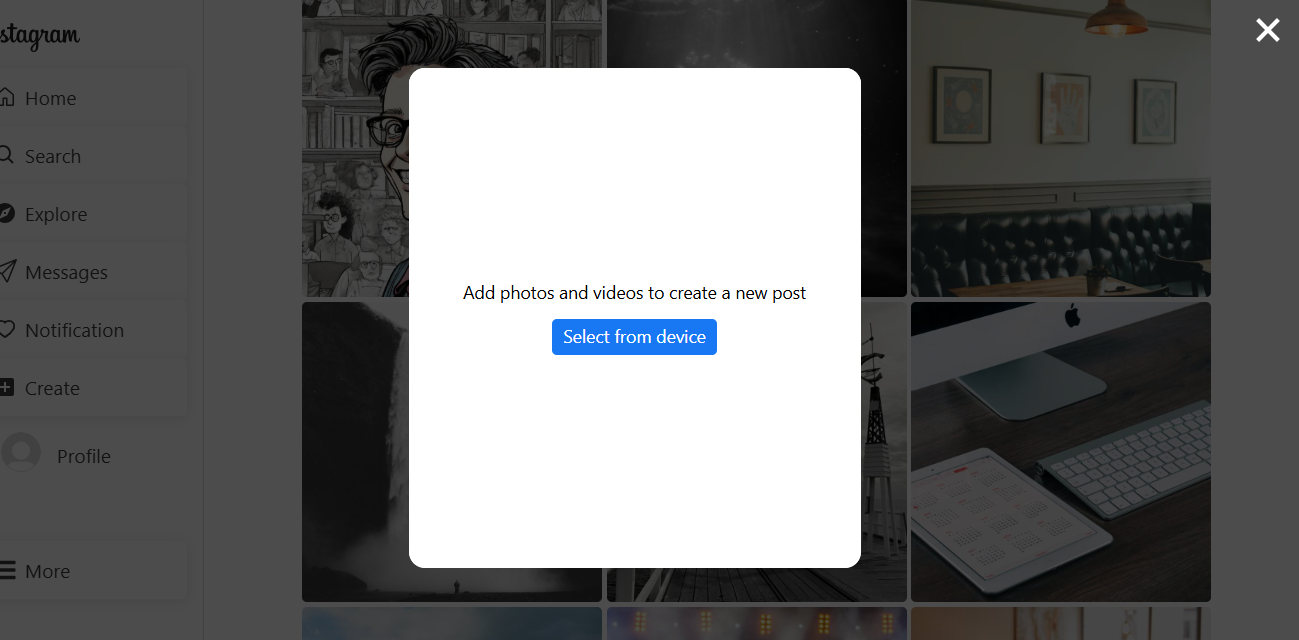 stagram
Home
Search
Explore
Messages
Notification
Create
Profile
More
Add photos and videos to create a new post
Select from device